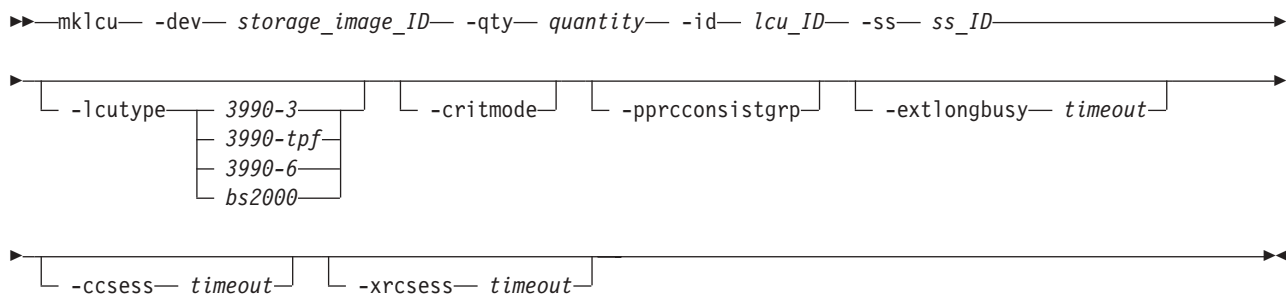 mklcu -dev storage_image_ID -qty quantity -id lcu_ID -ss ss_ID
-lcutype 3990-3 -critmode -pprcconsistgrp -extlongbusy timeout
3990-tpf
3990-6
bs2000
-ccsess timeout -xrcsess timeout